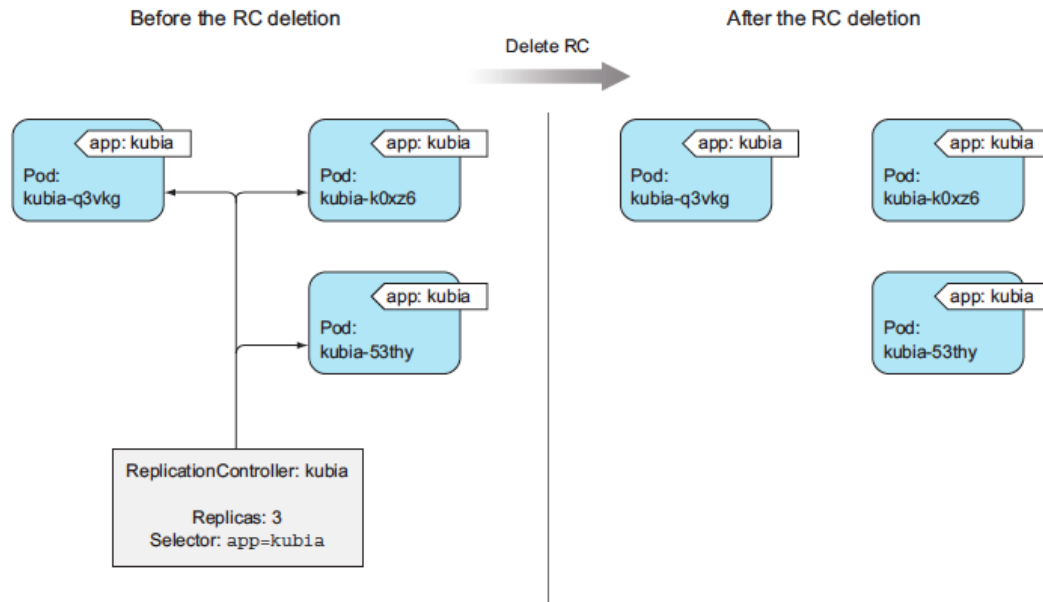 Before the RC deletion
After the RC deletion
Delete RC
app: kubia
Pod:
kubia-q3vkg
app: kubia
Pod:
kubia-k0xz6
app: kubia
Pod:
kubia-53thy
ReplicationController: kubia
Replicas: 3
Selector: app=kubia
app: kubia
Pod:
kubia-q3vkg
app: kubia
Pod:
kubia-k0xz6
app: kubia
Pod:
kubia-53thy